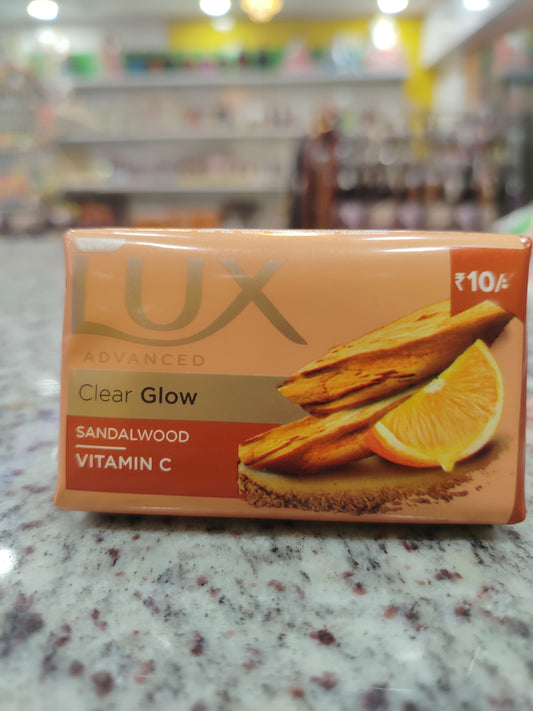 LUX
₹10/-
ADVANCED
Clear Glow
SANDALWOOD
VITAMIN C